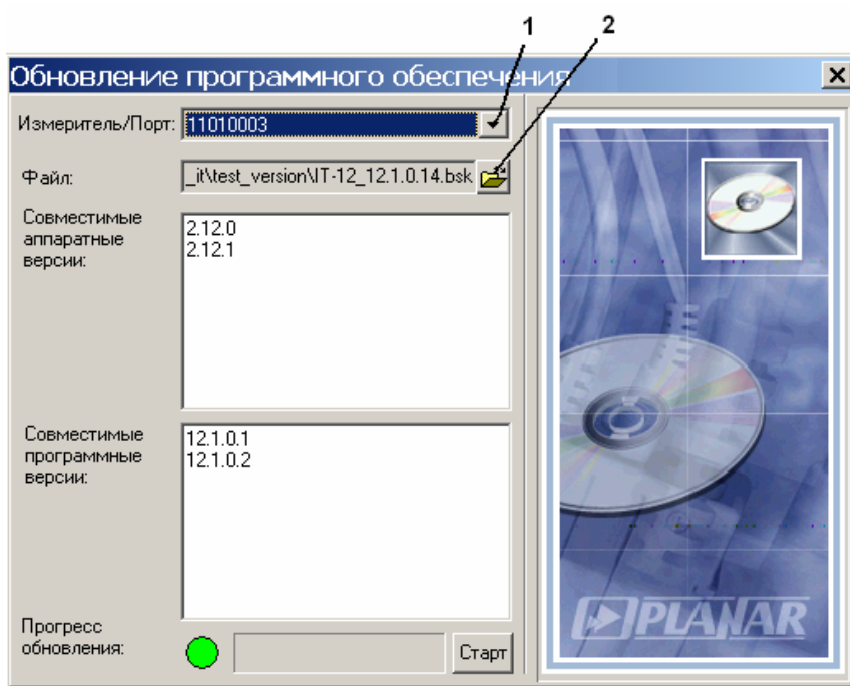 1 2
Обновление программного обеспечения
Измеритель/Порт: 11010003
Файл: _it\test_version\IT-12_12.1.0.14.bsk
Совместимые
аппаратные
версии:
2.12.0
2.12.1
Совместимые
программные
версии:
12.1.0.1
12.1.0.2
PLANAR
Прогресс
обновления:
Старт